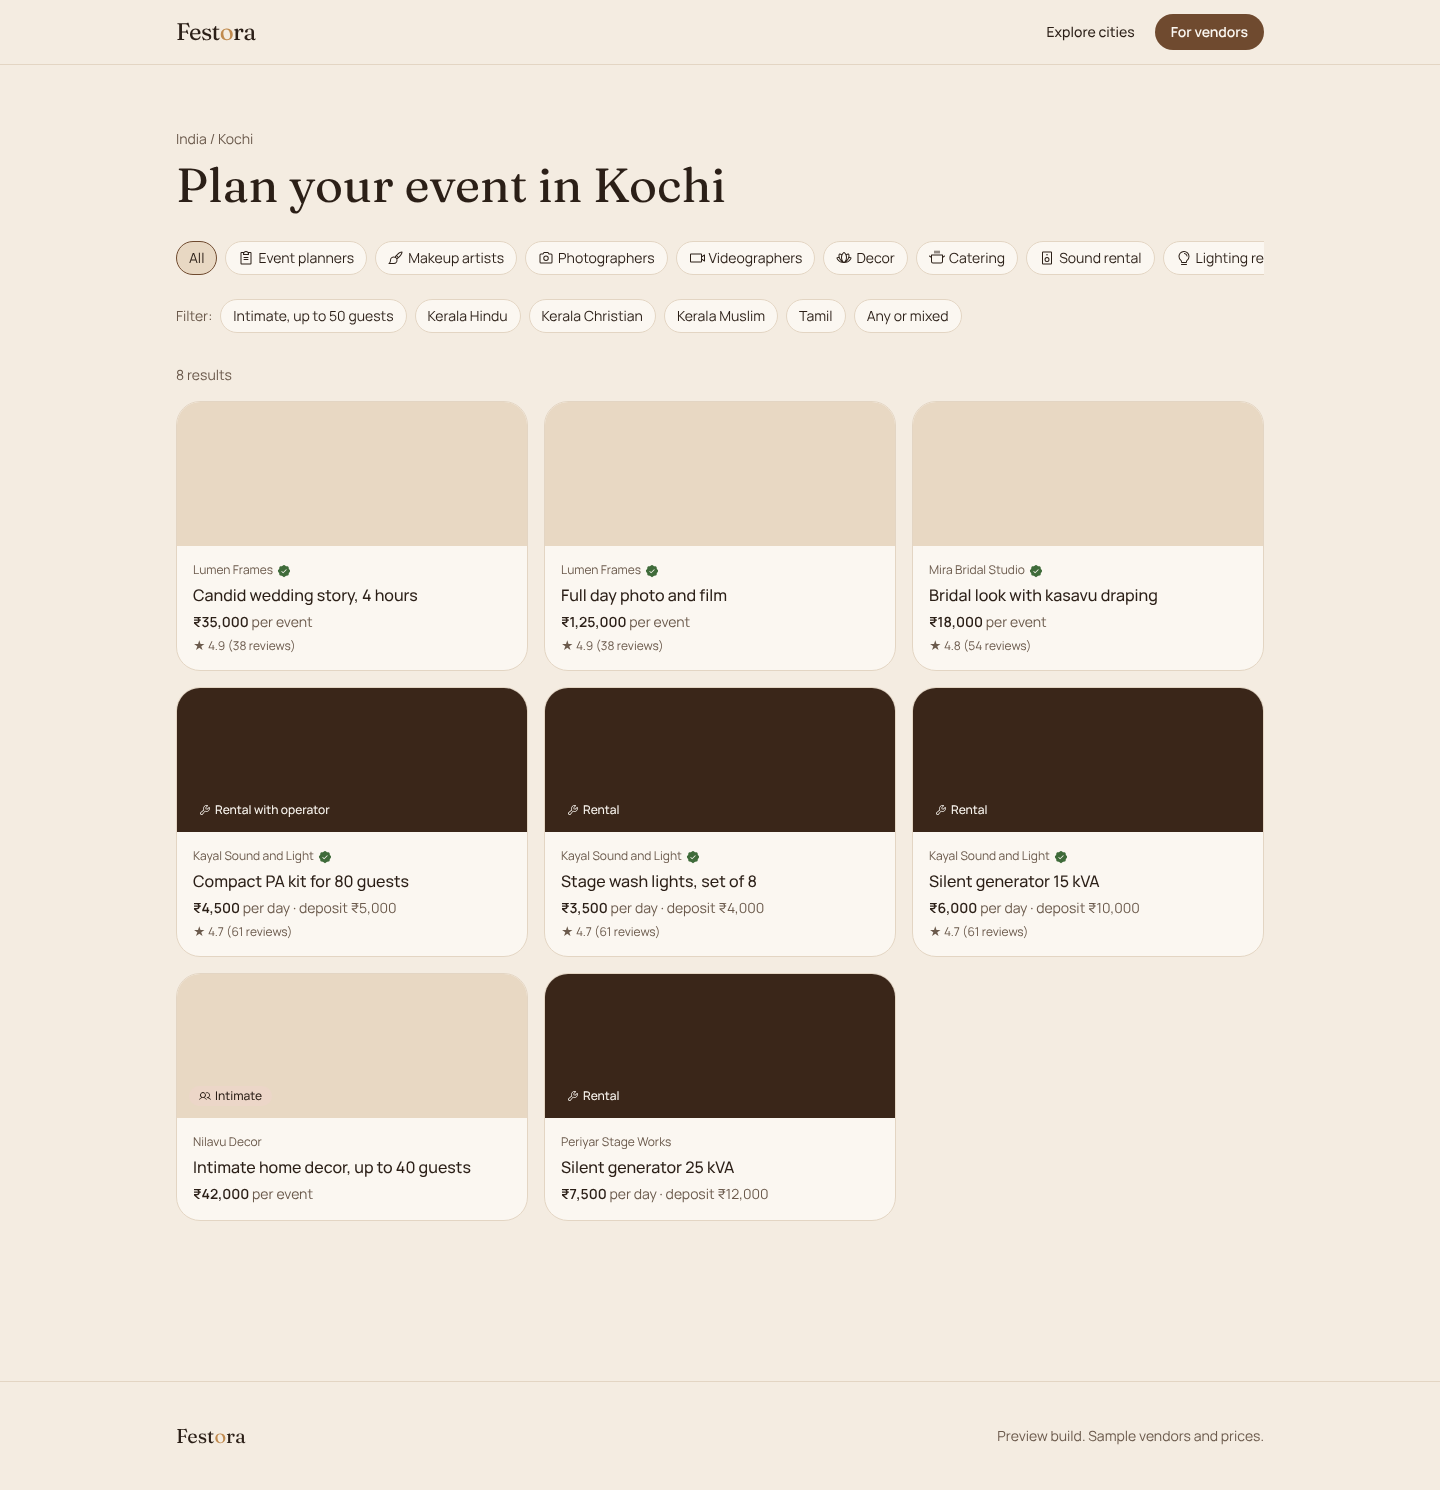 Festora
Explore cities
For vendors
India / Kochi
Plan your event in Kochi
All
Event planners
Makeup artists
Photographers
Videographers
Decor
Catering
Sound rental
Lighting re
Filter:
Intimate, up to 50 guests
Kerala Hindu
Kerala Christian
Kerala Muslim
Tamil
Any or mixed
8 results
Lumen Frames
Candid wedding story, 4 hours
₹35,000 per event
★ 4.9 (38 reviews)
Lumen Frames
Full day photo and film
₹1,25,000 per event
★ 4.9 (38 reviews)
Mira Bridal Studio
Bridal look with kasavu draping
₹18,000 per event
★ 4.8 (54 reviews)
Rental with operator
Kayal Sound and Light
Compact PA kit for 80 guests
₹4,500 per day · deposit ₹5,000
★ 4.7 (61 reviews)
Rental
Kayal Sound and Light
Stage wash lights, set of 8
₹3,500 per day · deposit ₹4,000
★ 4.7 (61 reviews)
Rental
Kayal Sound and Light
Silent generator 15 kVA
₹6,000 per day · deposit ₹10,000
★ 4.7 (61 reviews)
Intimate
Nilavu Decor
Intimate home decor, up to 40 guests
₹42,000 per event
Rental
Periyar Stage Works
Silent generator 25 kVA
₹7,500 per day · deposit ₹12,000
Festora
Preview build. Sample vendors and prices.